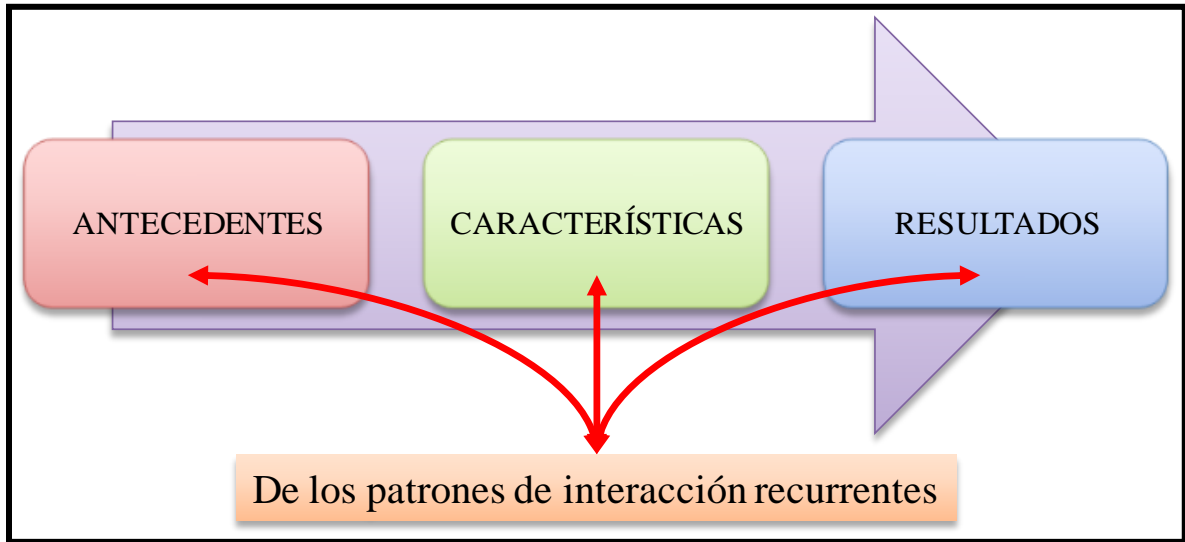 ANTECEDENTES
CARACTERÍSTICAS
RESULTADOS
De los patrones de interacción recurrentes